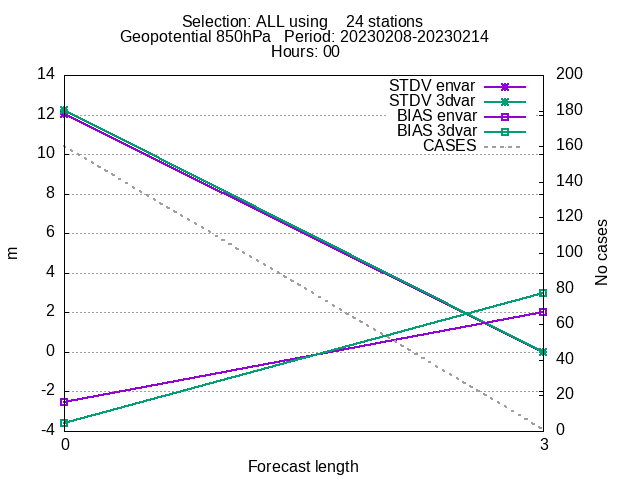 Selection: ALL using    24 stations
Geopotential 850hPa   Period: 20230208-20230214
Hours: 00
14
12
10
8
6
4
2
0
-2
-4
200
180
160
140
120
100
80
60
40
20
0
STDV envar
STDV 3dvar
BIAS envar
BIAS 3dvar
CASES
m
No cases
0
3
Forecast length